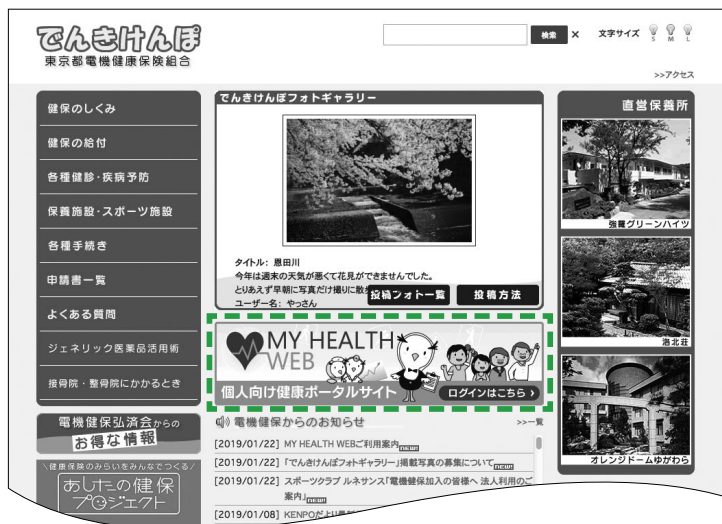 でんきけんぽ
東京都電機健康保険組合
検索
×
文字サイズ
S M L
>>アクセス
健保のしくみ
健保の給付
各種健診・疾病予防
保養施設・スポーツ施設
各種手続き
申請書一覧
よくある質問
ジェネリック医薬品活用術
接骨院・整骨院にかかるとき
電機健保弘済会からの
お得な情報
\健康保険のみらいをみんなでつくる/
あしたの健保
プロジェクト
でんきけんぽフォトギャラリー
タイトル: 恩田川
今年は週末の天気が悪くて花見ができませんでした。
とりあえず早朝に写真だけ撮りに散
ユーザー名: やっさん
投稿フォト一覧
投稿方法
MY HEALTH
WEB
個人向け健康ポータルサイト
ログインはこちら
電機健保からのお知らせ
>>一覧
[2019/01/22] MY HEALTH WEBご利用案内 new!
[2019/01/22] 「でんきけんぽフォトギャラリー」掲載写真の募集について new!
[2019/01/22] スポーツクラブ ルネサンス「電機健保加入の皆様へ 法人利用のご
案内」 new!
[2019/01/08] KENPOだより
直営保養所
強羅グリーンハイツ
洛北荘
オレンジドームゆがわら